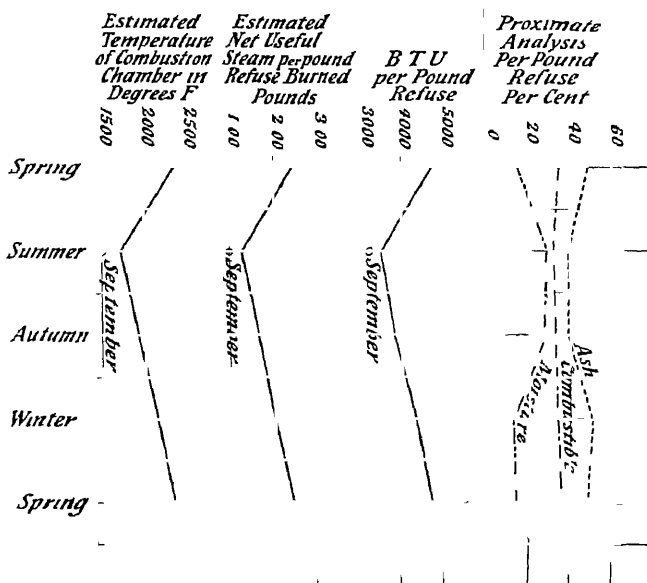 Estimated
Temperature
of Combustion
Chamber in
Degrees F
Estimated
Net Useful
Steam per pound
Refuse Burned
Pounds
B T U
per Pound
Refuse
Proximate
Analysis
Per Pound
Refuse
Per Cent
1500 2000 2500
1 00 2 00 3 00
3000 4000 5000
0 20 40 60
Spring
Summer
Autumn
Winter
Spring
September
September
September
Moisture
Combustible
Ash